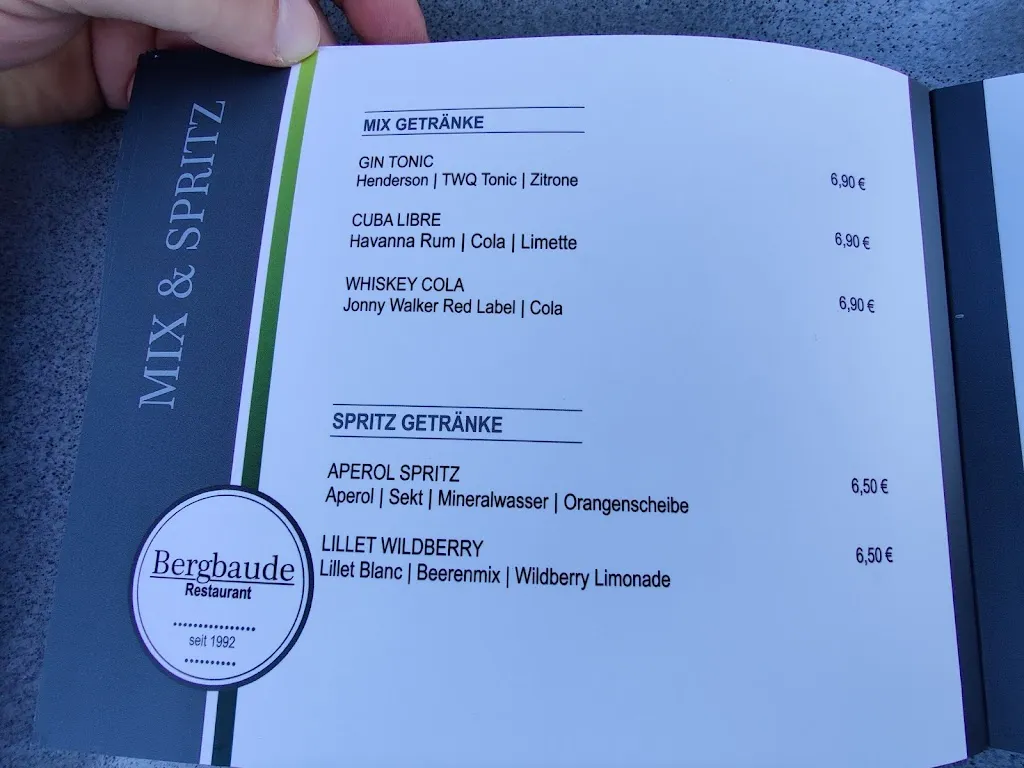 MIX & SPRITZ
MIX GETRÄNKE
GIN TONIC
Henderson | TWQ Tonic | Zitrone 6,90 €
CUBA LIBRE
Havanna Rum | Cola | Limette 6,90 €
WHISKEY COLA
Jonny Walker Red Label | Cola 6,90 €
SPRITZ GETRÄNKE
APEROL SPRITZ
Aperol | Sekt | Mineralwasser | Orangenscheibe 6,50 €
LILLET WILDBERRY
Lillet Blanc | Beerenmix | Wildberry Limonade 6,50 €
Bergbaude
Restaurant
seit 1992